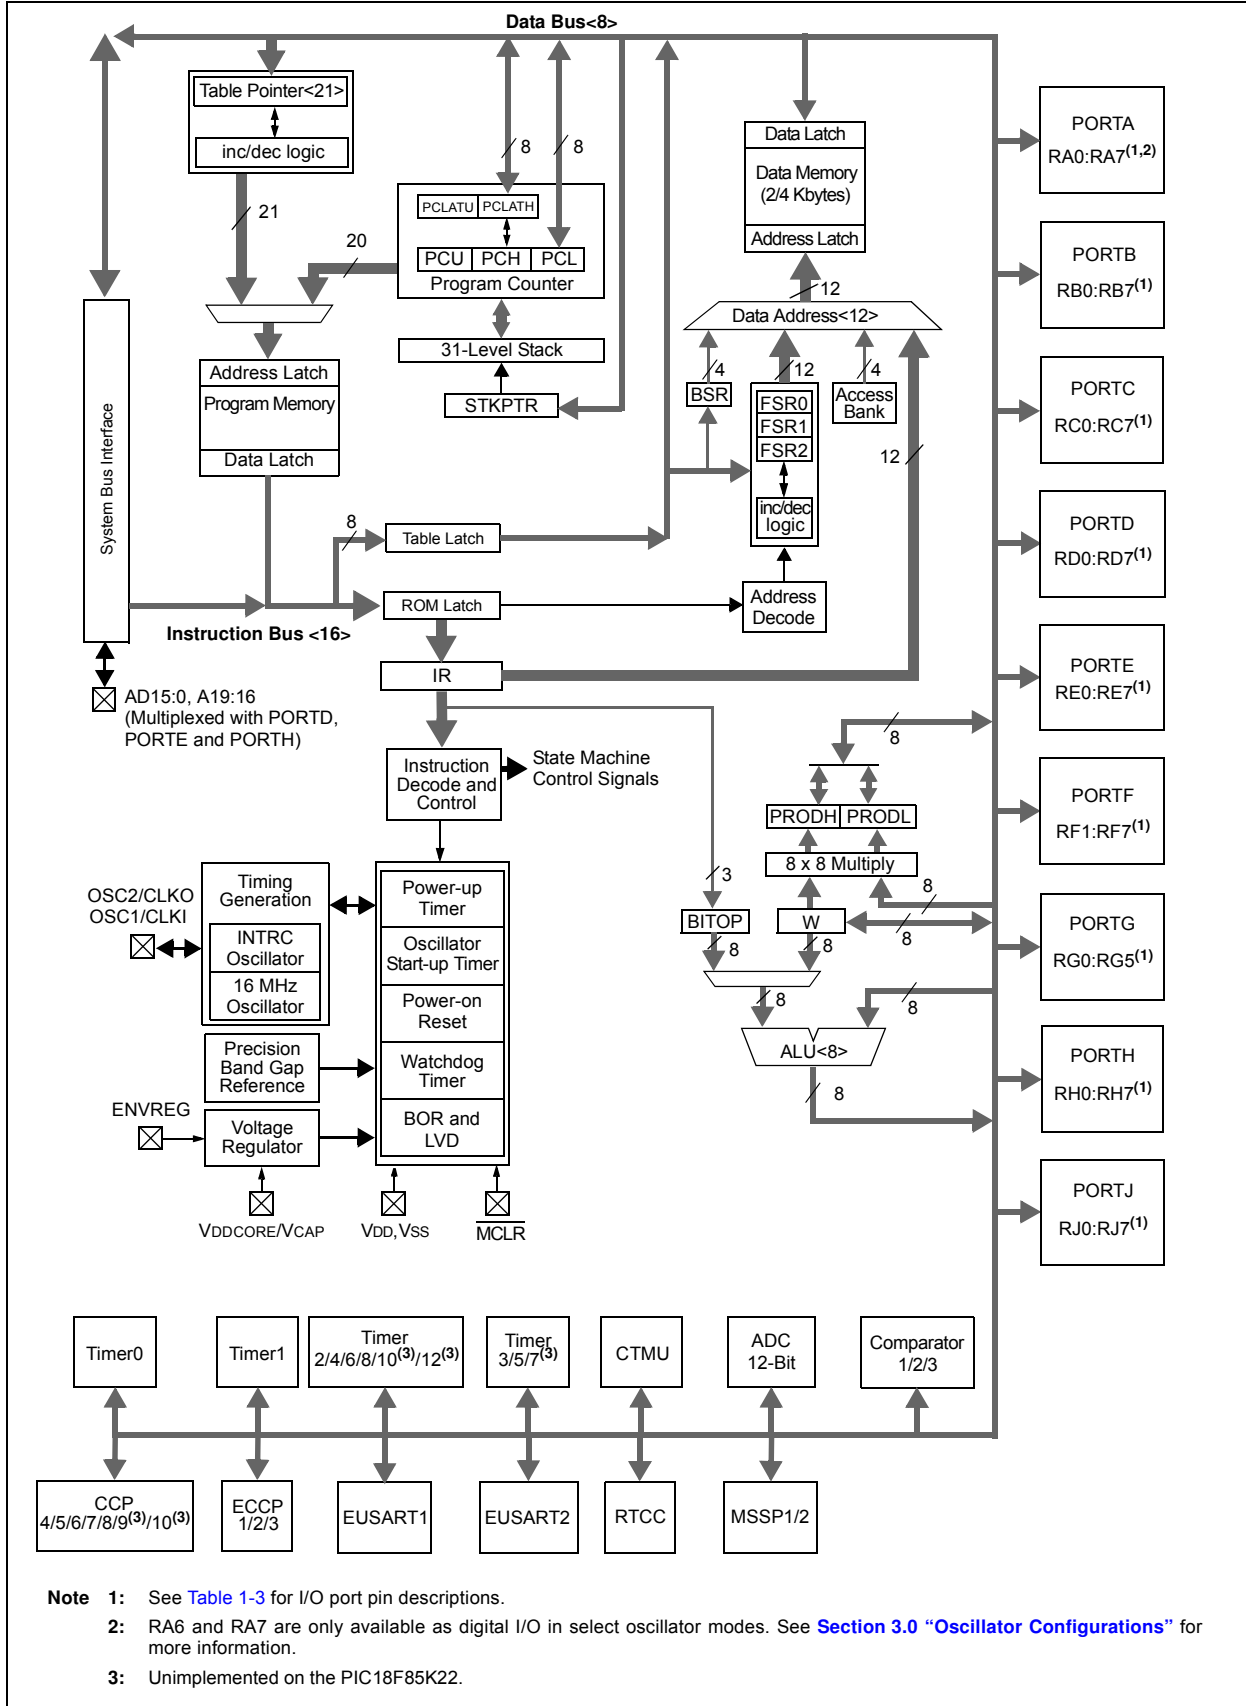 Data Bus<8>
Table Pointer<21>
inc/dec logic
21
20
8
8
PCLATU PCLATH
PCU PCH PCL
Program Counter
31-Level Stack
STKPTR
Data Latch
Data Memory
(2/4 Kbytes)
Address Latch
12
Data Address<12>
4
12
4
BSR
FSR0
FSR1
FSR2
inc/dec
logic
Access
Bank
12
Address
Decode
System Bus Interface
Address Latch
Program Memory
Data Latch
8
Table Latch
ROM Latch
Instruction Bus <16>
IR
AD15:0, A19:16
(Multiplexed with PORTD,
PORTE and PORTH)
Instruction
Decode and
Control
State Machine
Control Signals
8
PRODH PRODL
8 x 8 Multiply
3
8
BITOP
W
8
8
8
8
8
ALU<8>
8
OSC2/CLKO
OSC1/CLKI
Timing
Generation
INTRC
Oscillator
16 MHz
Oscillator
Precision
Band Gap
Reference
ENVREG
Voltage
Regulator
Power-up
Timer
Oscillator
Start-up Timer
Power-on
Reset
Watchdog
Timer
BOR and
LVD
VDDCORE/VCAP
VDD,VSS
MCLR
PORTA
RA0:RA7(1,2)
PORTB
RB0:RB7(1)
PORTC
RC0:RC7(1)
PORTD
RD0:RD7(1)
PORTE
RE0:RE7(1)
PORTF
RF1:RF7(1)
PORTG
RG0:RG5(1)
PORTH
RH0:RH7(1)
PORTJ
RJ0:RJ7(1)
Timer0
Timer1
Timer
2/4/6/8/10(3)/12(3)
Timer
3/5/7(3)
CTMU
ADC
12-Bit
Comparator
1/2/3
CCP
4/5/6/7/8/9(3)/10(3)
ECCP
1/2/3
EUSART1
EUSART2
RTCC
MSSP1/2
Note 1: See Table 1-3 for I/O port pin descriptions.
2: RA6 and RA7 are only available as digital I/O in select oscillator modes. See Section 3.0 “Oscillator Configurations” for
more information.
3: Unimplemented on the PIC18F85K22.